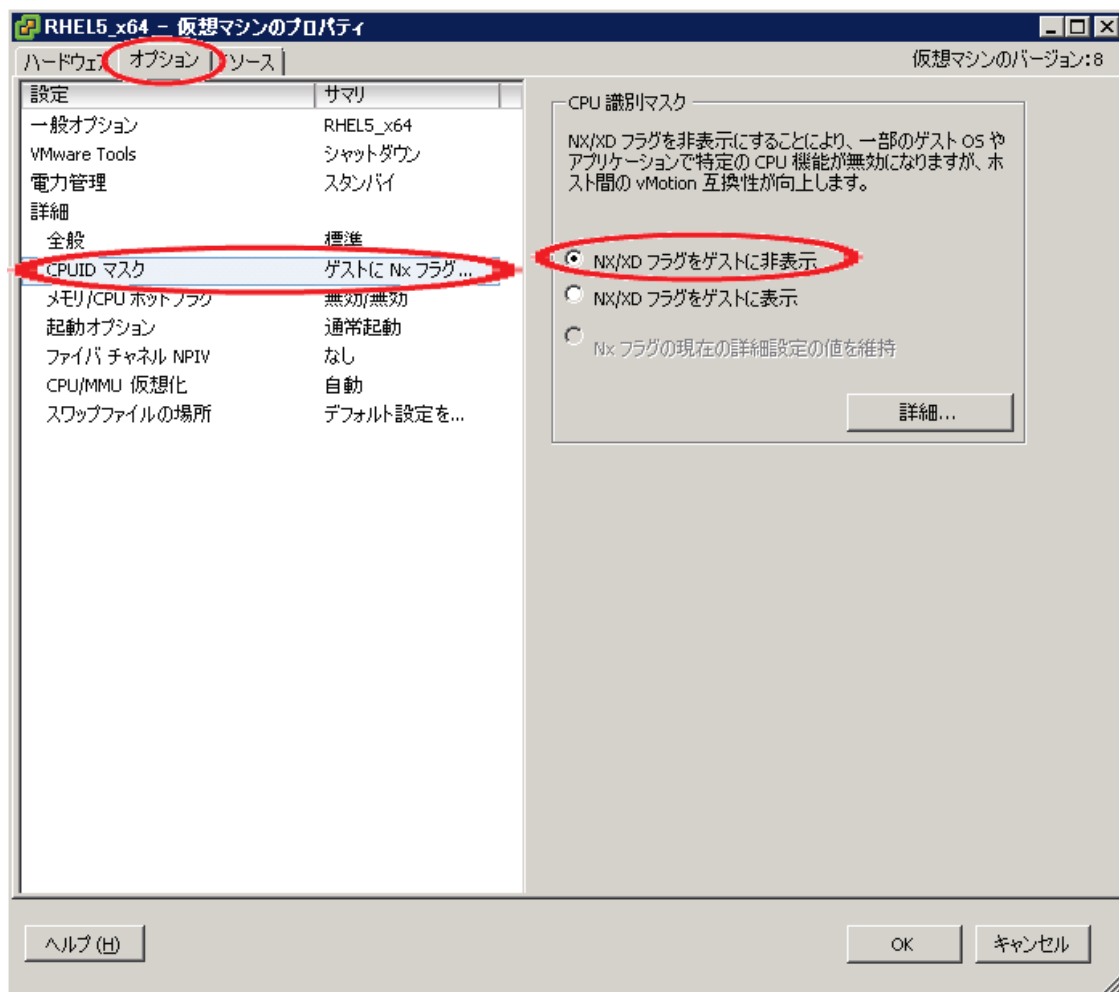 RHEL5_x64 - 仮想マシンのプロパティ
ハードウェア オプション リソース 仮想マシンのバージョン:8
設定 サマリ
一般オプション RHEL5_x64
VMware Tools シャットダウン
電力管理 スタンバイ
詳細
全般 標準
CPUID マスク ゲストに Nx フラグ...
メモリ/CPU ホットプラグ 無効/無効
起動オプション 通常起動
ファイバ チャネル NPIV なし
CPU/MMU 仮想化 自動
スワップファイルの場所 デフォルト設定を...
CPU 識別マスク
NX/XD フラグを非表示にすることにより、一部のゲスト OS や
アプリケーションで特定の CPU 機能が無効になりますが、ホ
スト間の vMotion 互換性が向上します。
NX/XD フラグをゲストに非表示
NX/XD フラグをゲストに表示
Nx フラグの現在の詳細設定の値を維持
詳細...
ヘルプ(H) OK キャンセル